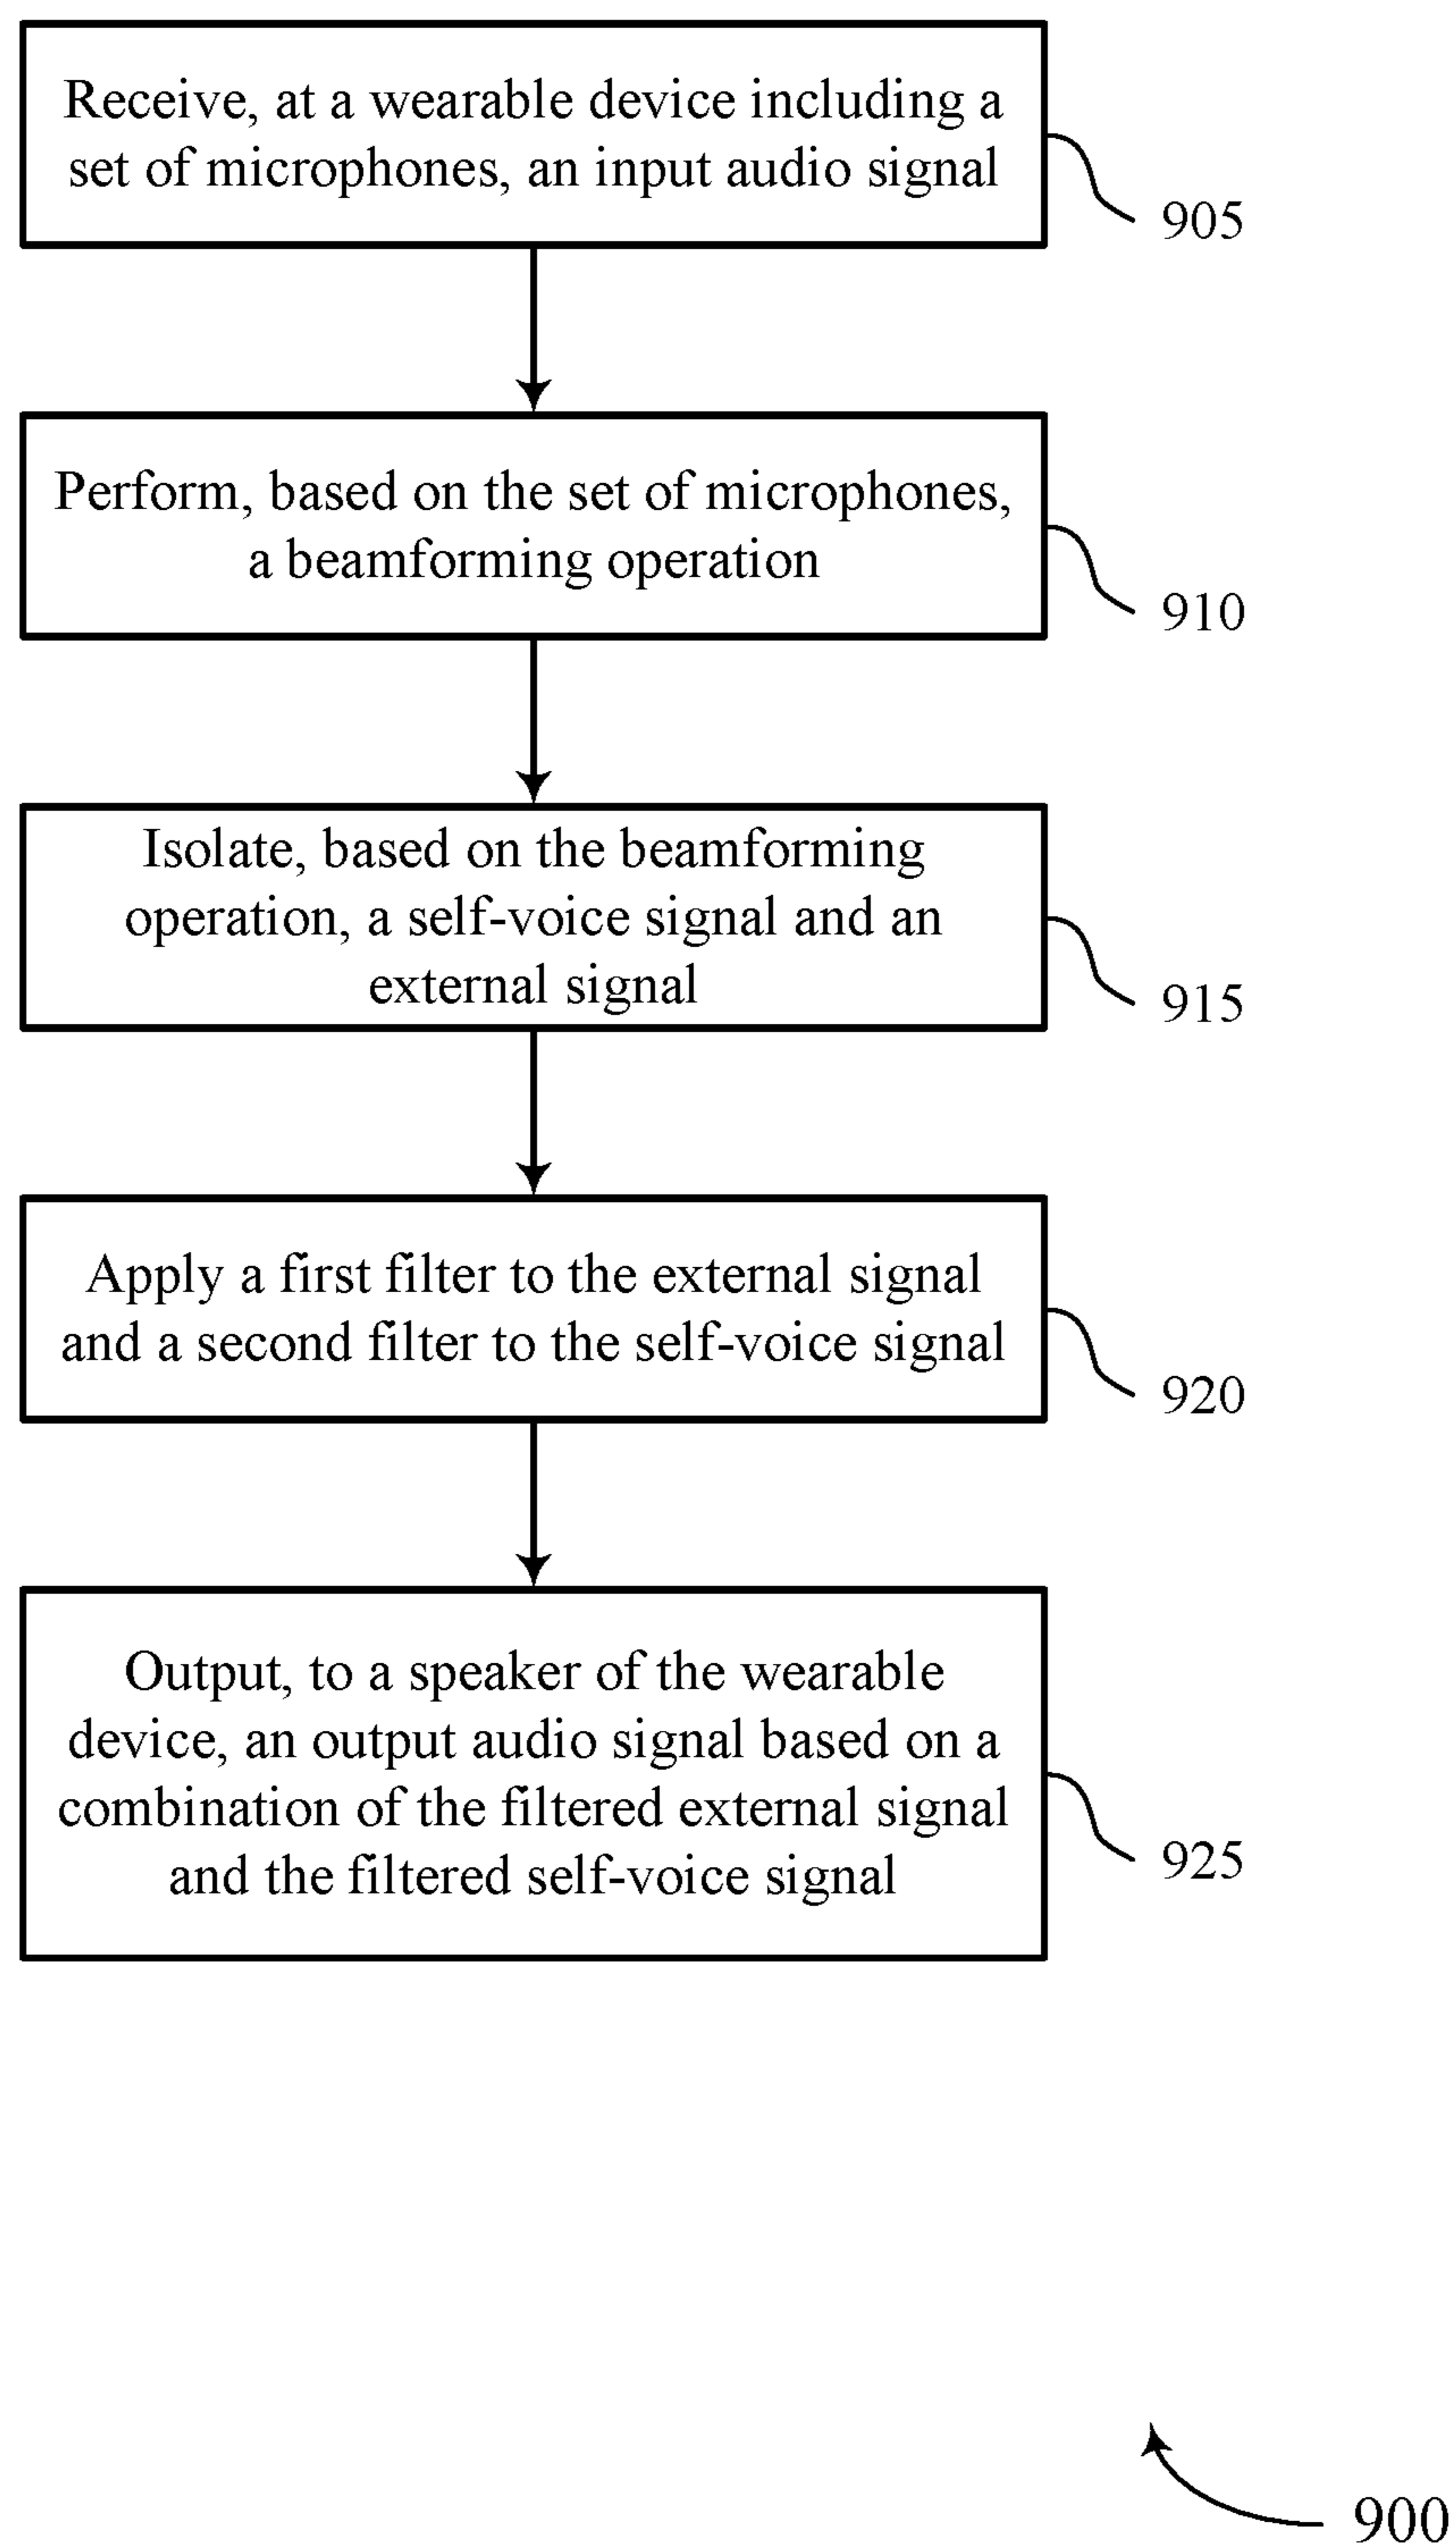 Receive, at a wearable device including a
set of microphones, an input audio signal
905
Perform, based on the set of microphones,
a beamforming operation
910
Isolate, based on the beamforming
operation, a self-voice signal and an
external signal
915
Apply a first filter to the external signal
and a second filter to the self-voice signal
920
Output, to a speaker of the wearable
device, an output audio signal based on a
combination of the filtered external signal
and the filtered self-voice signal
925
900